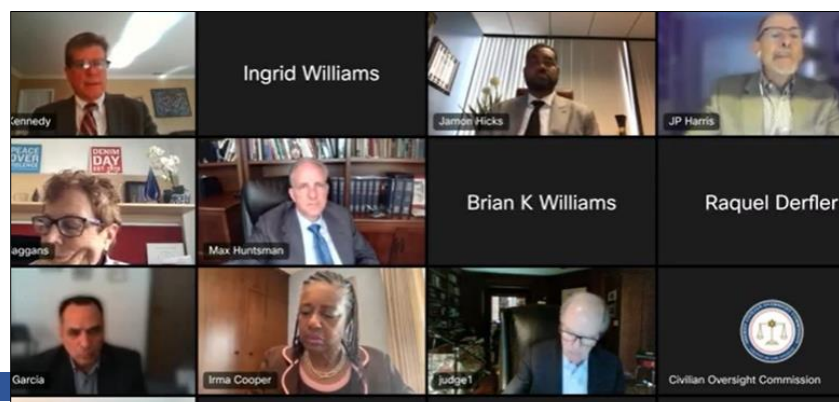 Kennedy
Ingrid Williams
Jamon Hicks
JP Harris
PEACE
OVER
VIOLENCE
DENIM
DAY
aggans
Max Huntsman
Brian K Williams
Raquel Derfler
Garcia
Irma Cooper
judge1
Civilian Oversight Commission